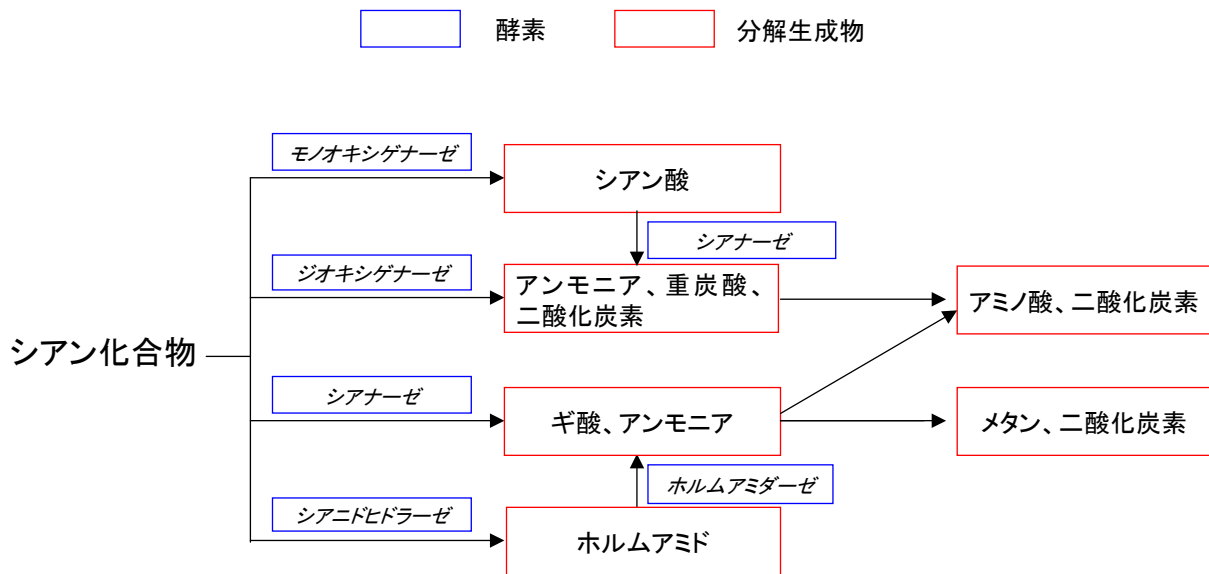 酵素
分解生成物
モノオキシゲナーゼ
シアン酸
シアナーゼ
ジオキシゲナーゼ
アンモニア、重炭酸、
二酸化炭素
アミノ酸、二酸化炭素
シアン化合物
シアナーゼ
ギ酸、アンモニア
メタン、二酸化炭素
ホルムアミダーゼ
シアニドヒドラーゼ
ホルムアミド